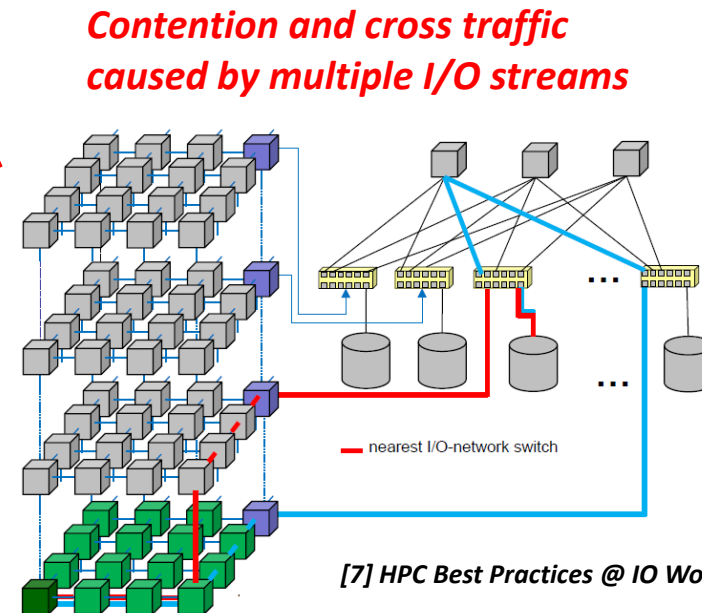 Contention and cross traffic
caused by multiple I/O streams
...
...
nearest I/O-network switch
[7] HPC Best Practices @ IO Wo